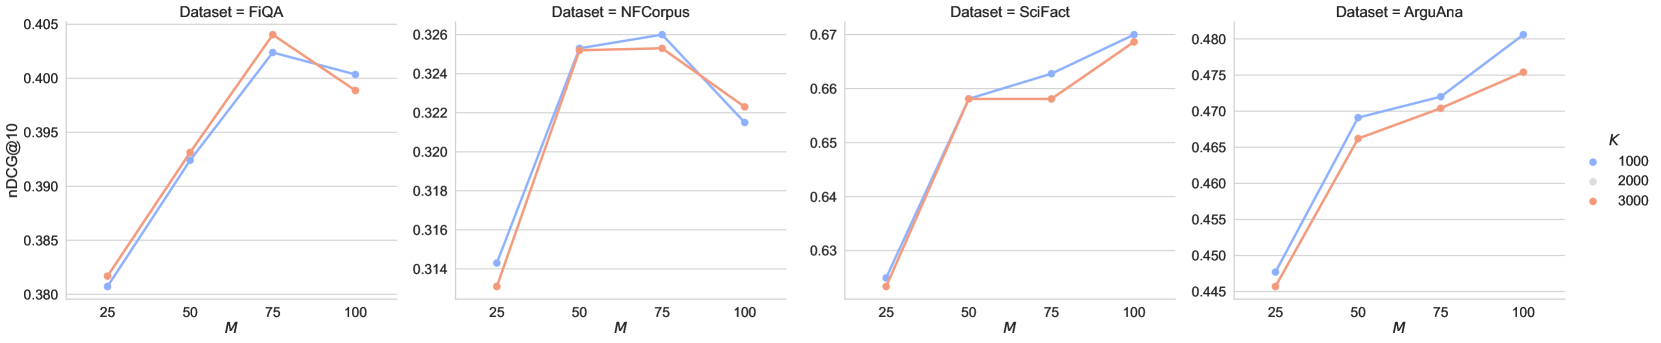 Dataset = FiQA
0.405
0.400
0.395
0.390
0.385
0.380
nDCG@10
25 50 75 100
M
Dataset = NFCorpus
0.326
0.324
0.322
0.320
0.318
0.316
0.314
25 50 75 100
M
Dataset = SciFact
0.67
0.66
0.65
0.64
0.63
25 50 75 100
M
Dataset = ArguAna
0.480
0.475
0.470
0.465
0.460
0.455
0.450
0.445
25 50 75 100
M
K
1000
2000
3000